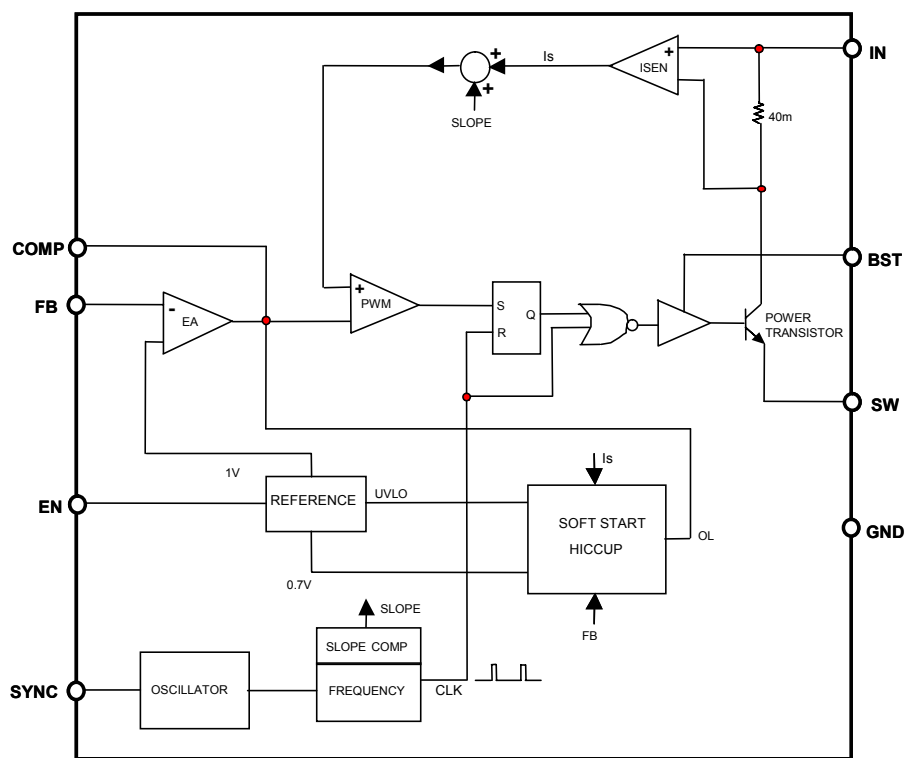 IN
+
ISEN
Is
+
+
SLOPE
40m
COMP
BST
FB
-
EA
+
PWM
S
R
Q
POWER
TRANSISTOR
SW
1V
Is
EN
REFERENCE
UVLO
SOFT START
HICCUP
OL
GND
0.7V
FB
SLOPE
SLOPE COMP
SYNC
OSCILLATOR
FREQUENCY
CLK